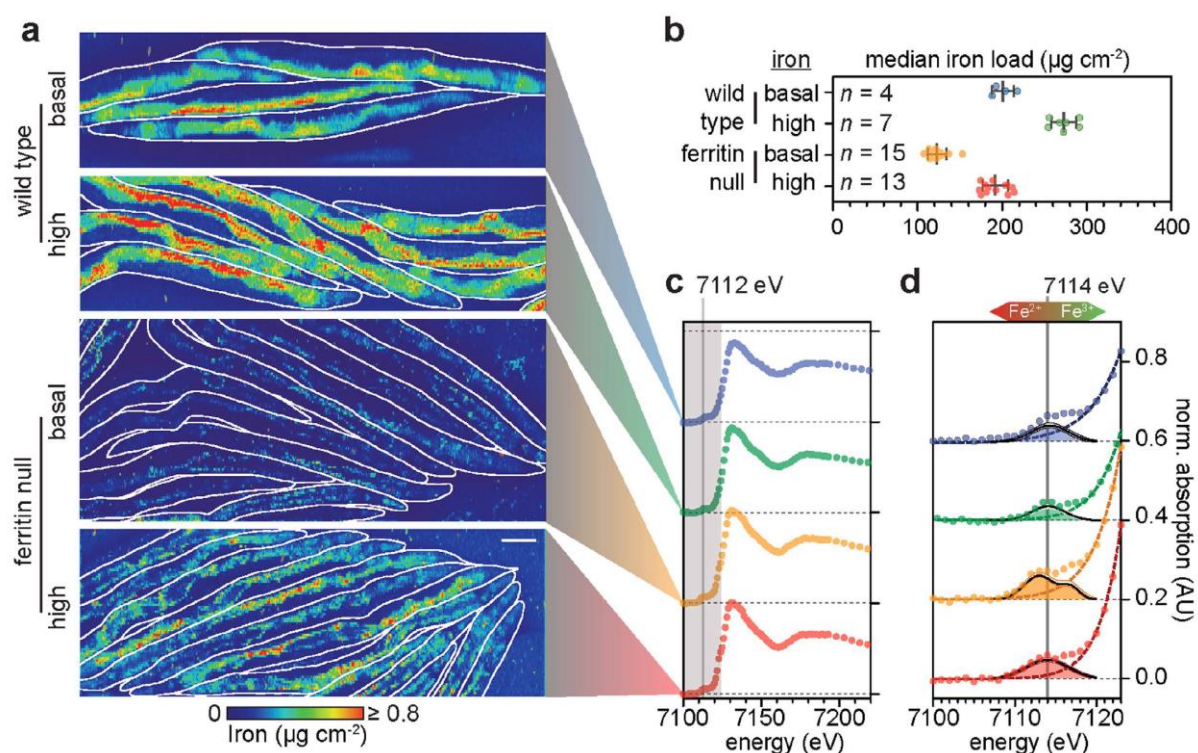 a
wild type
basal
high
ferritin null
basal
high
0 ≥ 0.8
Iron (µg cm⁻²)
b
iron median iron load (µg cm⁻²)
wild basal n = 4
type high n = 7
ferritin basal n = 15
null high n = 13
0 100 200 300 400
c
7112 eV
7100 7150 7200
energy (eV)
d
7114 eV
Fe²⁺ Fe³⁺
0.8
0.6
0.4
0.2
0.0
norm. absorption (AU)
7100 7110 7120
energy (eV)